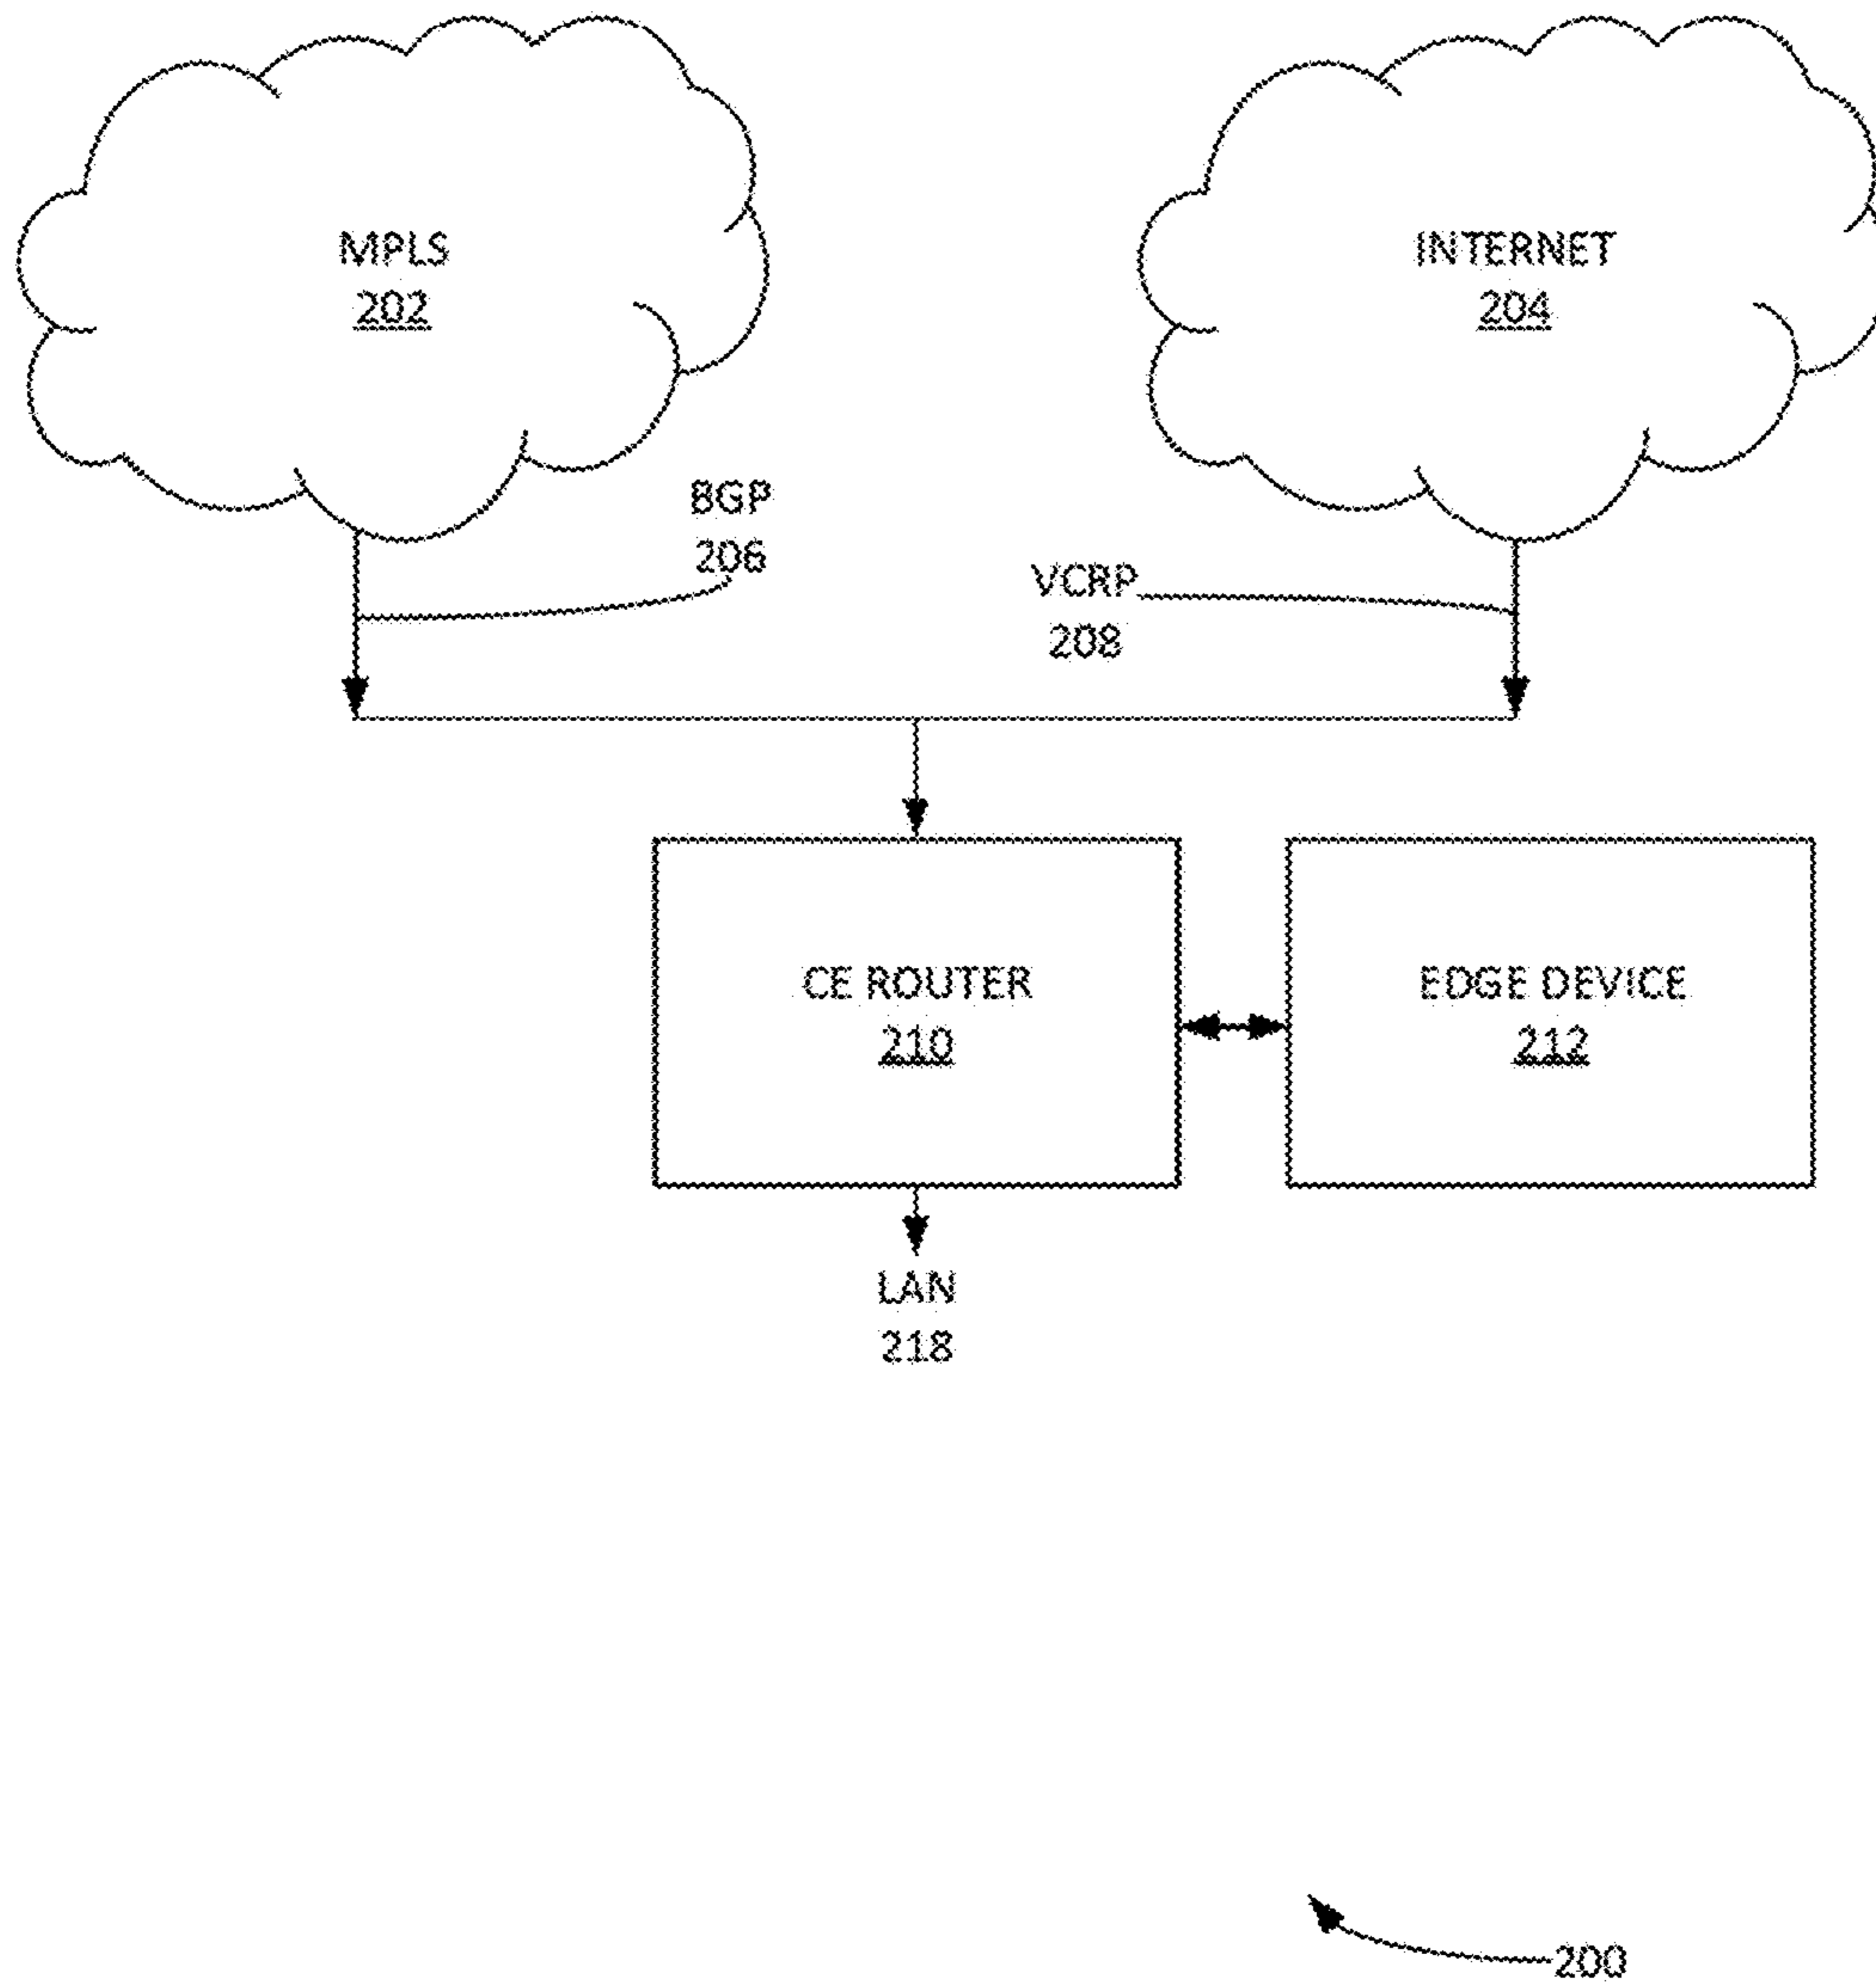 MPLS
202
INTERNET
204
BGP
206
VCRP
208
CE ROUTER
210
EDGE DEVICE
212
LAN
218
200